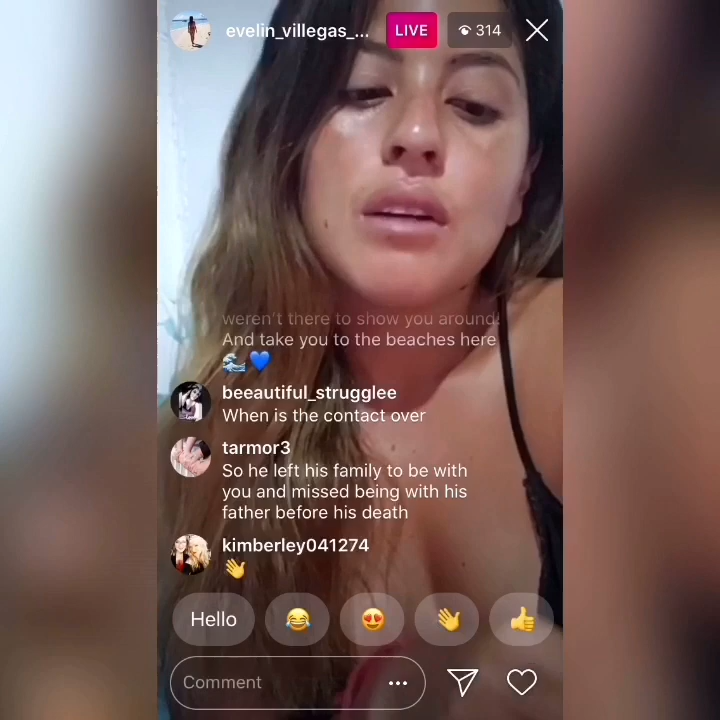 evelin_villegas_...
LIVE
314
weren't there to show you around!
And take you to the beaches here
🌊💙
beeautiful_strugglee
When is the contact over
tarmor3
So he left his family to be with
you and missed being with his
father before his death
kimberley041274
👋
Hello 😂 😍 👋 👍
Comment ...